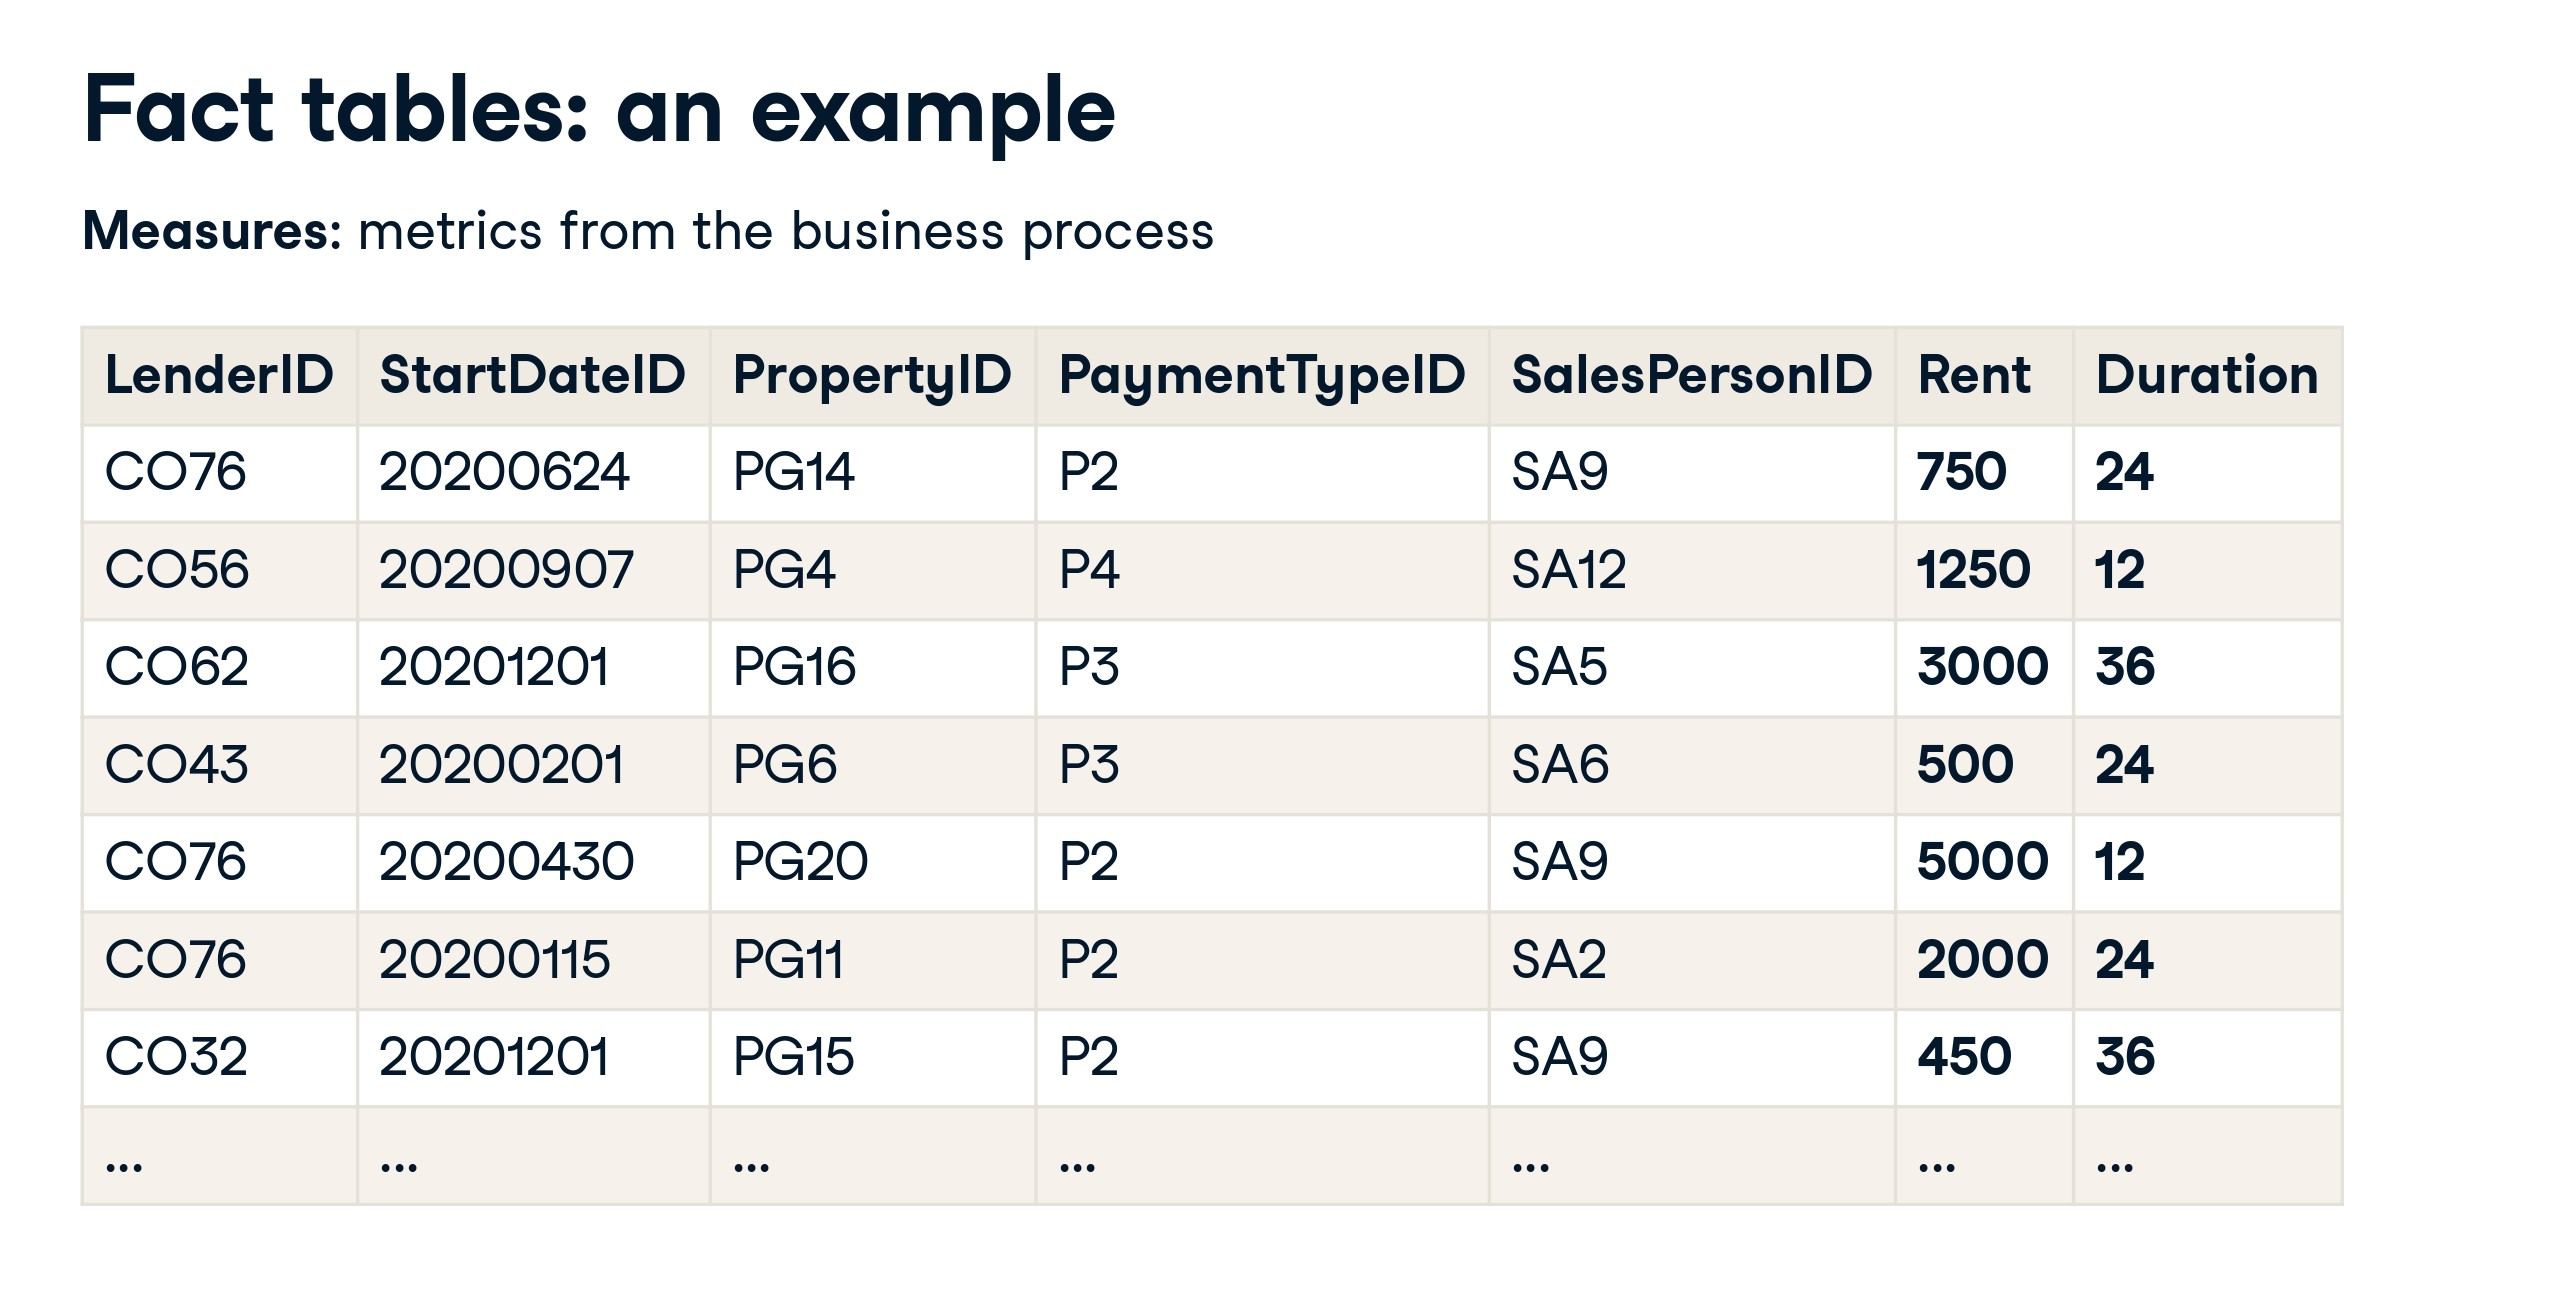 Fact tables: an example
Measures: metrics from the business process
LenderID StartDateID PropertyID PaymentTypeID SalesPersonID Rent Duration
CO76 20200624 PG14 P2 SA9 750 24
CO56 20200907 PG4 P4 SA12 1250 12
CO62 20201201 PG16 P3 SA5 3000 36
CO43 20200201 PG6 P3 SA6 500 24
CO76 20200430 PG20 P2 SA9 5000 12
CO76 20200115 PG11 P2 SA2 2000 24
CO32 20201201 PG15 P2 SA9 450 36
... ... ... ... ... ... ...